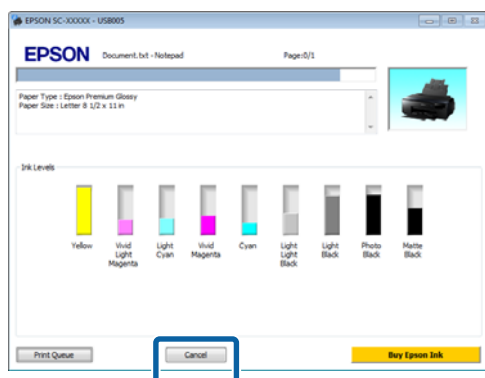 EPSON SC-XXXXX - USB005
EPSON Document.txt - Notepad Page:0/1
Paper Type : Epson Premium Glossy
Paper Size : Letter 8 1/2 x 11 in
Ink Levels
Yellow
Vivid
Light
Magenta
Light
Cyan
Vivid
Magenta
Cyan
Light
Light
Black
Light
Black
Photo
Black
Matte
Black
Print Queue Cancel Buy Epson Ink